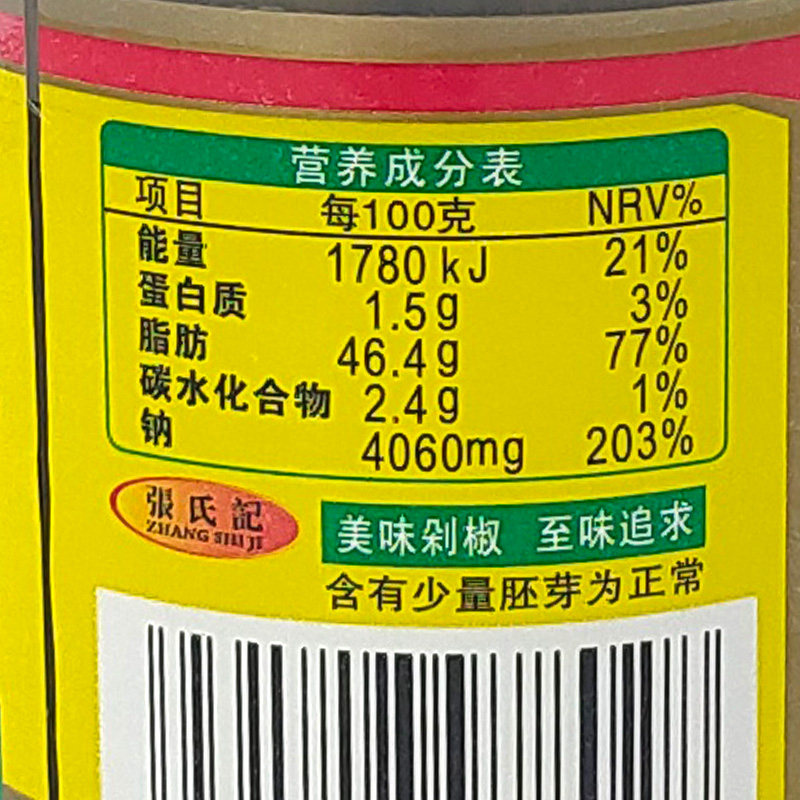 营养成分表
项目 每100克 NRV%
能量 1780kJ 21%
蛋白质 1.5g 3%
脂肪 46.4g 77%
碳水化合物 2.4g 1%
钠 4060mg 203%
張氏記
ZHANG SHI JI
美味剁椒 至味追求
含有少量胚芽为正常